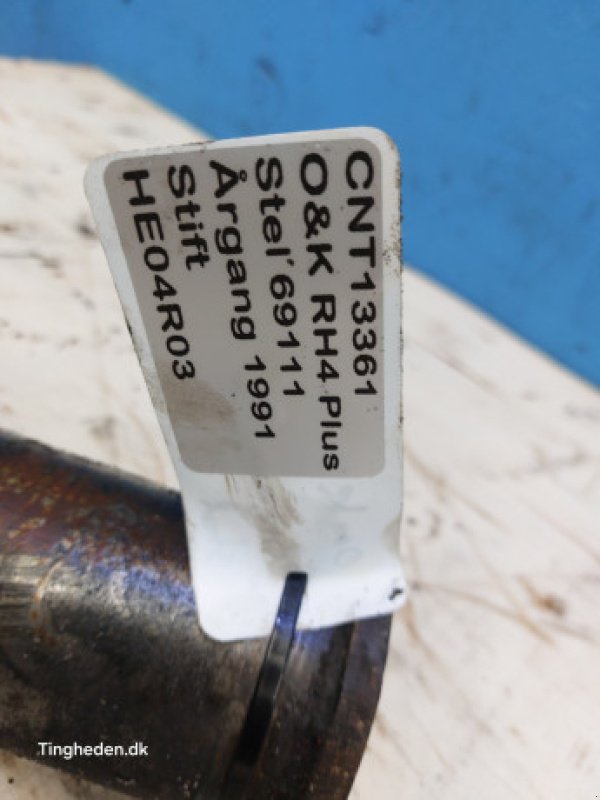 CNT13361
O&K RH4 Plus
Stel' 69111
Årgang 1991
Stift
HE04R03
Tingheden.dk